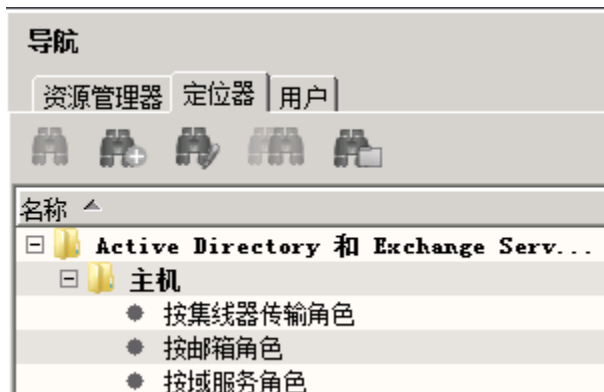 导航
资源管理器 定位器 用户
名称
Active Directory 和 Exchange Serv...
主机
按集线器传输角色
按邮箱角色
按域服务角色